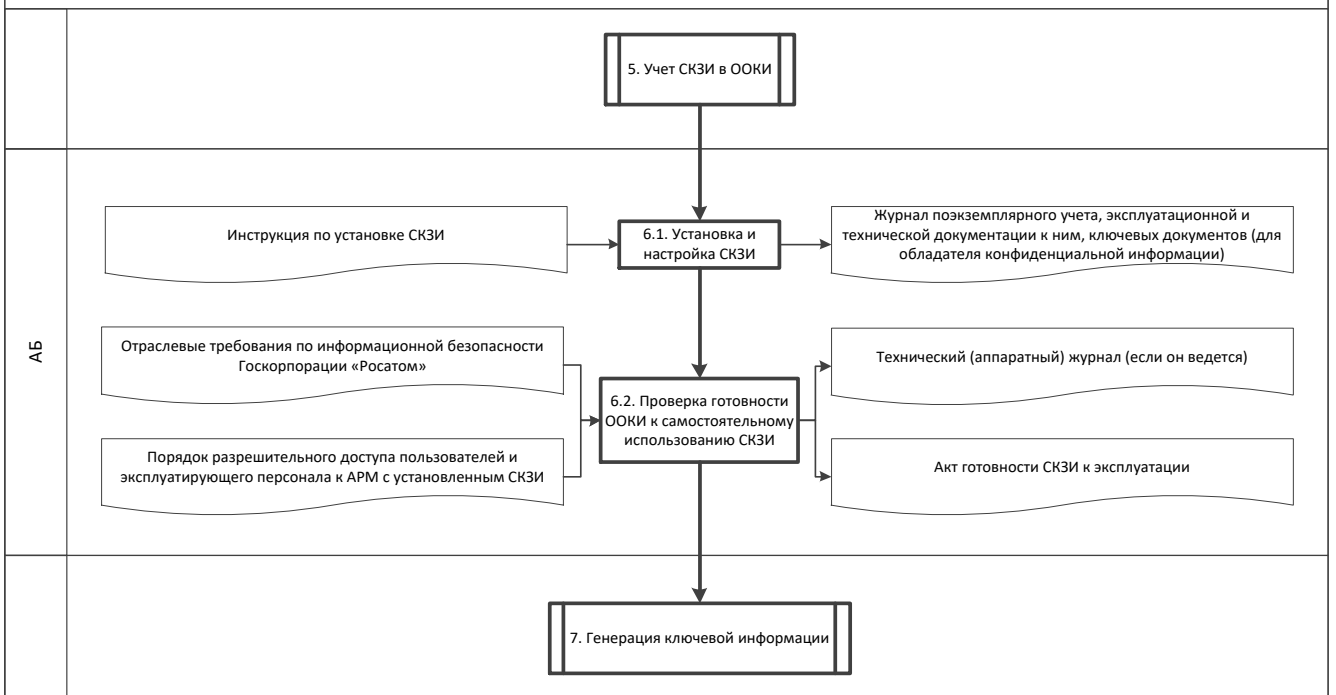 5. Учет СКЗИ в ООКИ
АБ
Инструкция по установке СКЗИ
6.1. Установка и
настройка СКЗИ
Журнал поэкземплярного учета, эксплуатационной и
технической документации к ним, ключевых документов (для
обладателя конфиденциальной информации)
Отраслевые требования по информационной безопасности
Госкорпорации «Росатом»
Порядок разрешительного доступа пользователей и
эксплуатирующего персонала к АРМ с установленным СКЗИ
6.2. Проверка готовности
ООКИ к самостоятельному
использованию СКЗИ
Технический (аппаратный) журнал (если он ведется)
Акт готовности СКЗИ к эксплуатации
7. Генерация ключевой информации